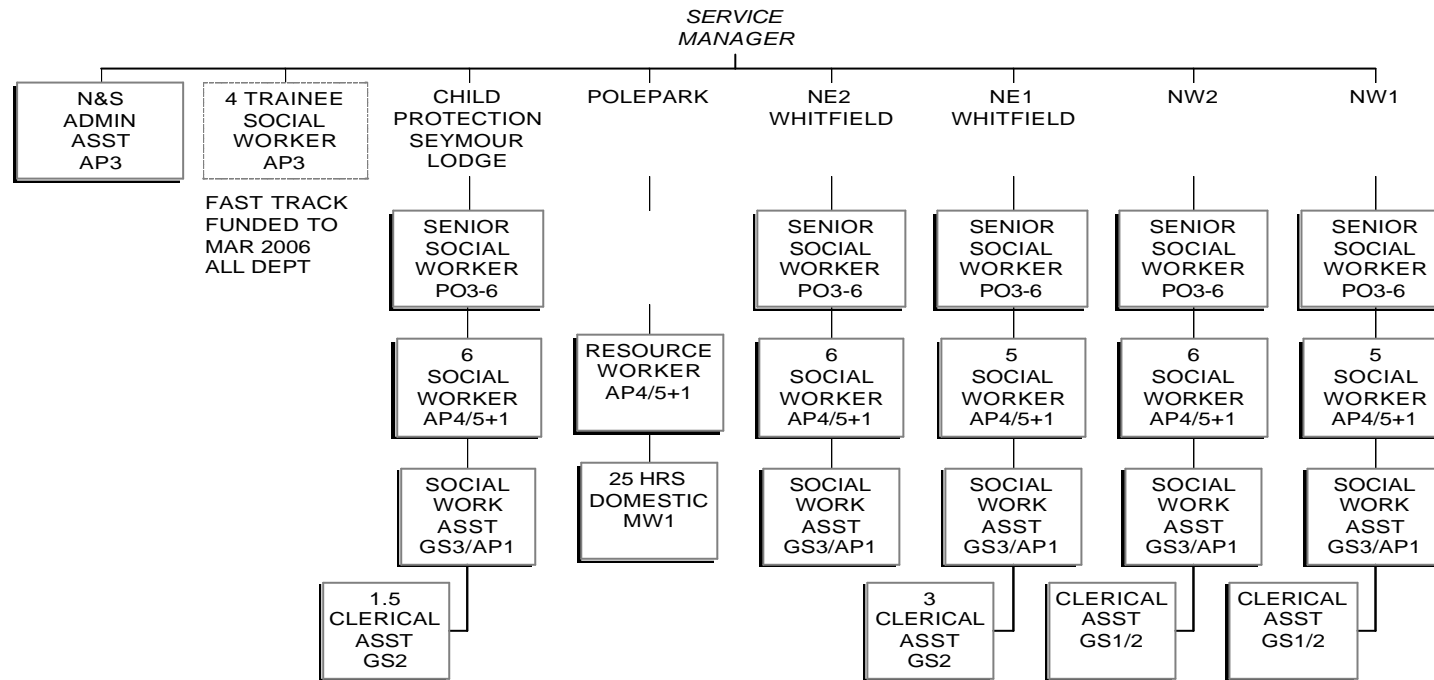 SERVICE
MANAGER
N&S
ADMIN
ASST
AP3
4 TRAINEE
SOCIAL
WORKER
AP3
FAST TRACK
FUNDED TO
MAR 2006
ALL DEPT
CHILD
PROTECTION
SEYMOUR
LODGE
SENIOR
SOCIAL
WORKER
PO3-6
6
SOCIAL
WORKER
AP4/5+1
SOCIAL
WORK
ASST
GS3/AP1
1.5
CLERICAL
ASST
GS2
POLEPARK
RESOURCE
WORKER
AP4/5+1
25 HRS
DOMESTIC
MW1
NE2
WHITFIELD
SENIOR
SOCIAL
WORKER
PO3-6
6
SOCIAL
WORKER
AP4/5+1
SOCIAL
WORK
ASST
GS3/AP1
NE1
WHITFIELD
SENIOR
SOCIAL
WORKER
PO3-6
5
SOCIAL
WORKER
AP4/5+1
SOCIAL
WORK
ASST
GS3/AP1
3
CLERICAL
ASST
GS2
NW2
SENIOR
SOCIAL
WORKER
PO3-6
6
SOCIAL
WORKER
AP4/5+1
SOCIAL
WORK
ASST
GS3/AP1
CLERICAL
ASST
GS1/2
NW1
SENIOR
SOCIAL
WORKER
PO3-6
5
SOCIAL
WORKER
AP4/5+1
SOCIAL
WORK
ASST
GS3/AP1
CLERICAL
ASST
GS1/2